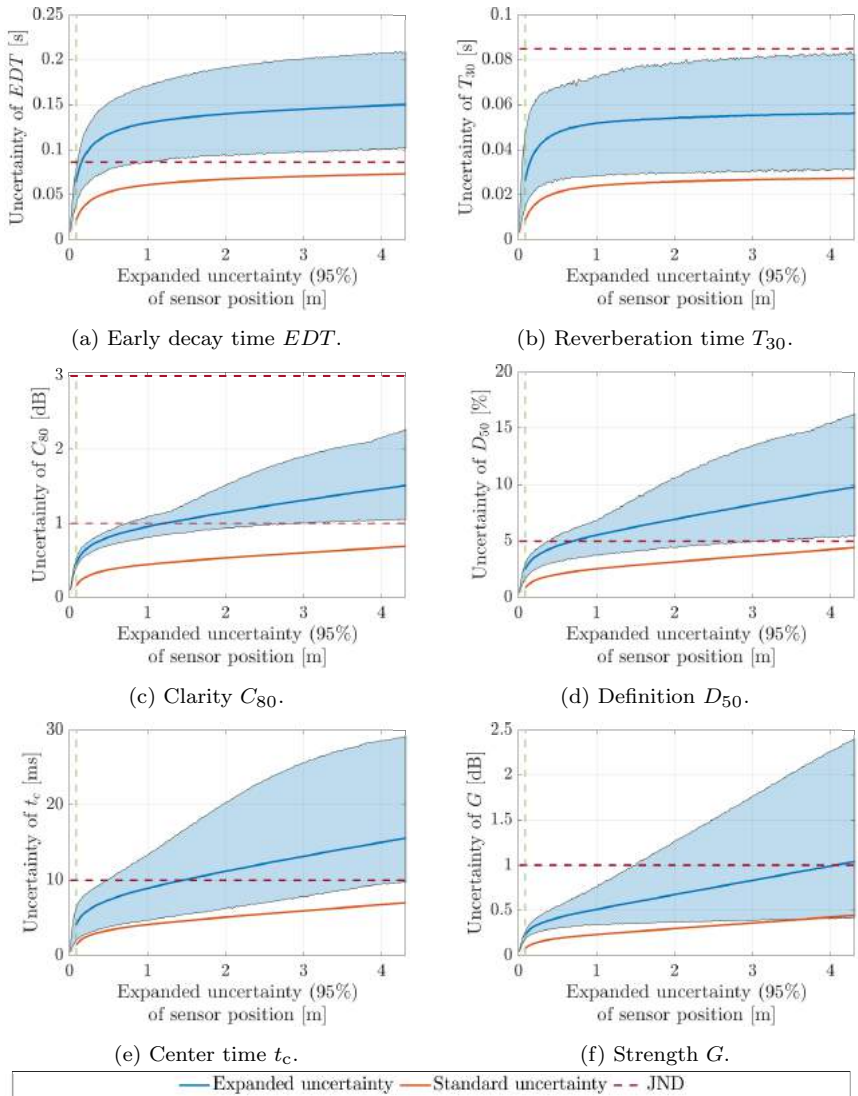 0.25
0.2
0.15
0.1
0.05
0
Uncertainty of EDT [s]
0 1 2 3 4
Expanded uncertainty (95%)
of sensor position [m]
(a) Early decay time EDT.
0.1
0.08
0.06
0.04
0.02
0
Uncertainty of T₃₀ [s]
0 1 2 3 4
Expanded uncertainty (95%)
of sensor position [m]
(b) Reverberation time T₃₀.
3
2
1
0
Uncertainty of C₈₀ [dB]
0 1 2 3 4
Expanded uncertainty (95%)
of sensor position [m]
(c) Clarity C₈₀.
20
15
10
5
0
Uncertainty of D₅₀ [%]
0 1 2 3 4
Expanded uncertainty (95%)
of sensor position [m]
(d) Definition D₅₀.
30
20
10
0
Uncertainty of t_c [ms]
0 1 2 3 4
Expanded uncertainty (95%)
of sensor position [m]
(e) Center time t_c.
2.5
2
1.5
1
0.5
0
Uncertainty of G [dB]
0 1 2 3 4
Expanded uncertainty (95%)
of sensor position [m]
(f) Strength G.
Expanded uncertainty Standard uncertainty JND